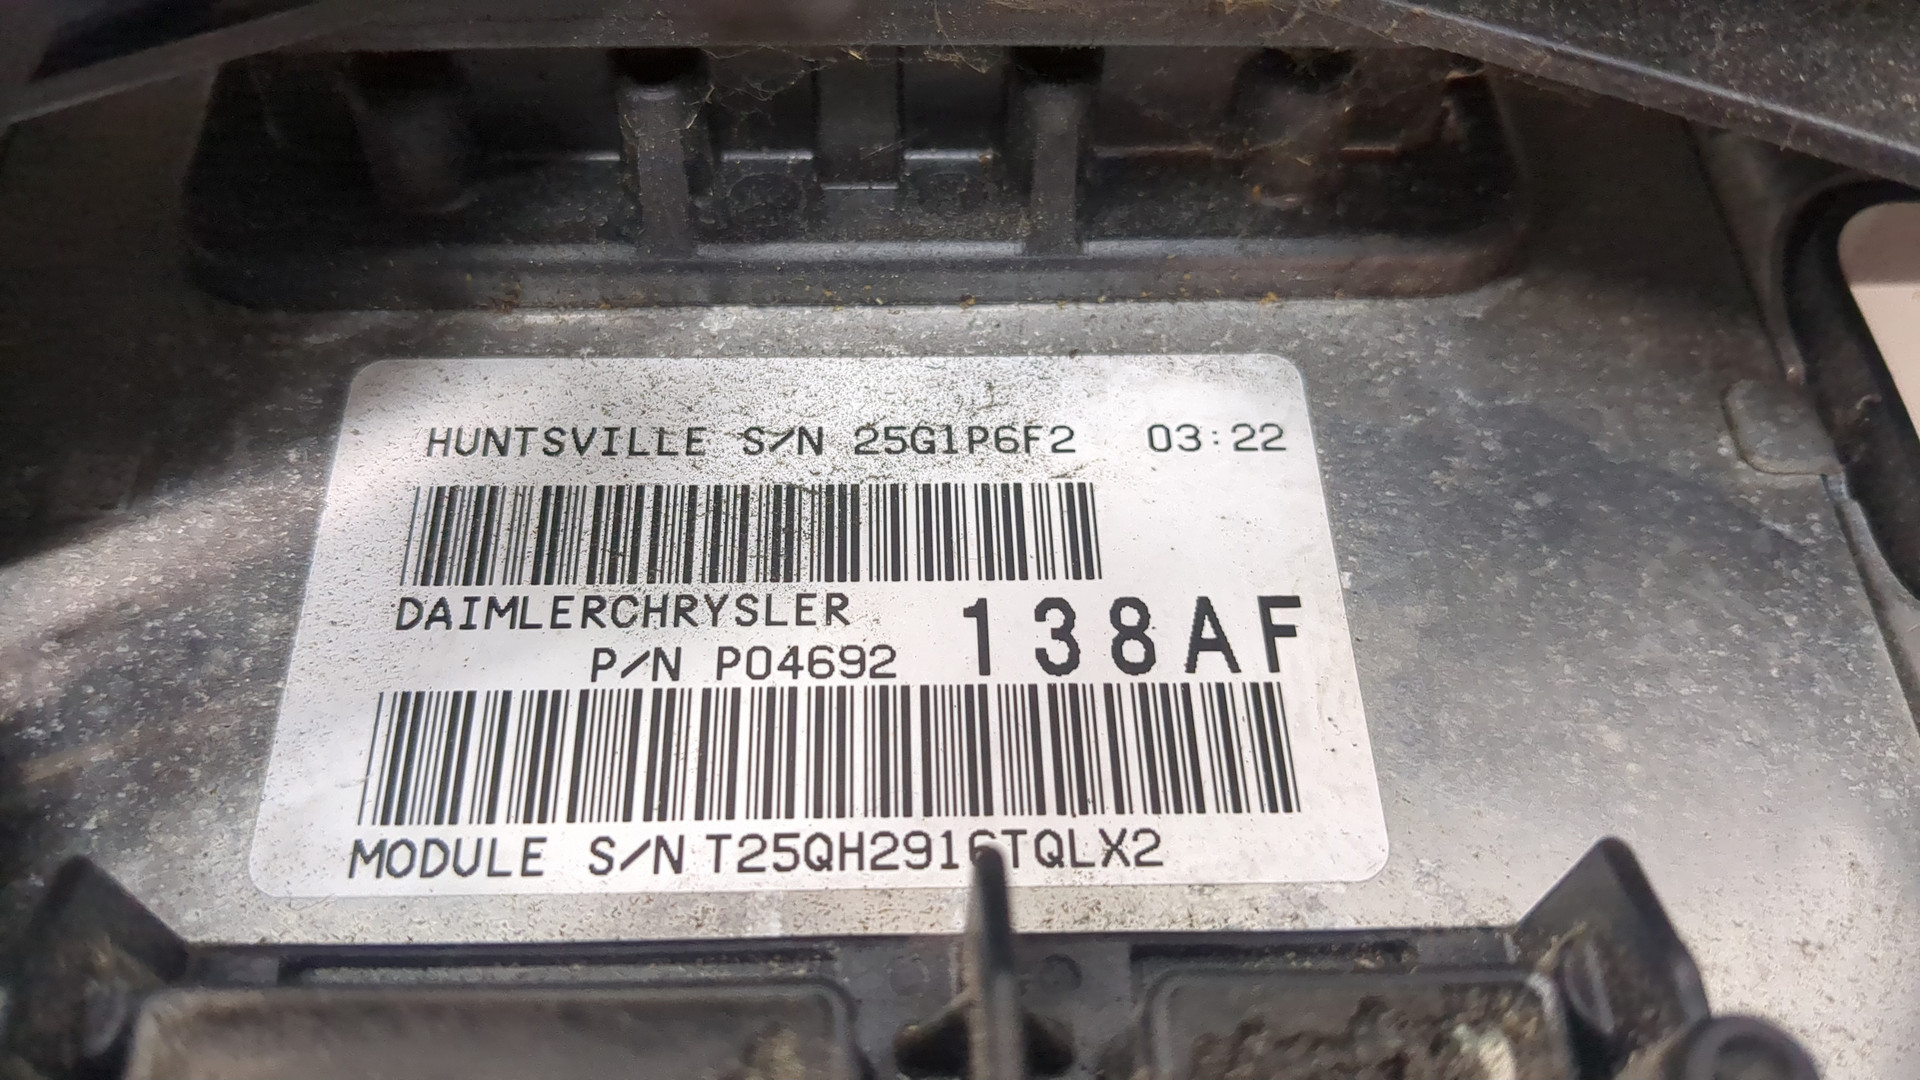 HUNTSVILLE S/N 25G1P6F2 03:22
DAIMLERCHRYSLER
P/N P04692 138AF
MODULE S/N T25QH2916TQLX2